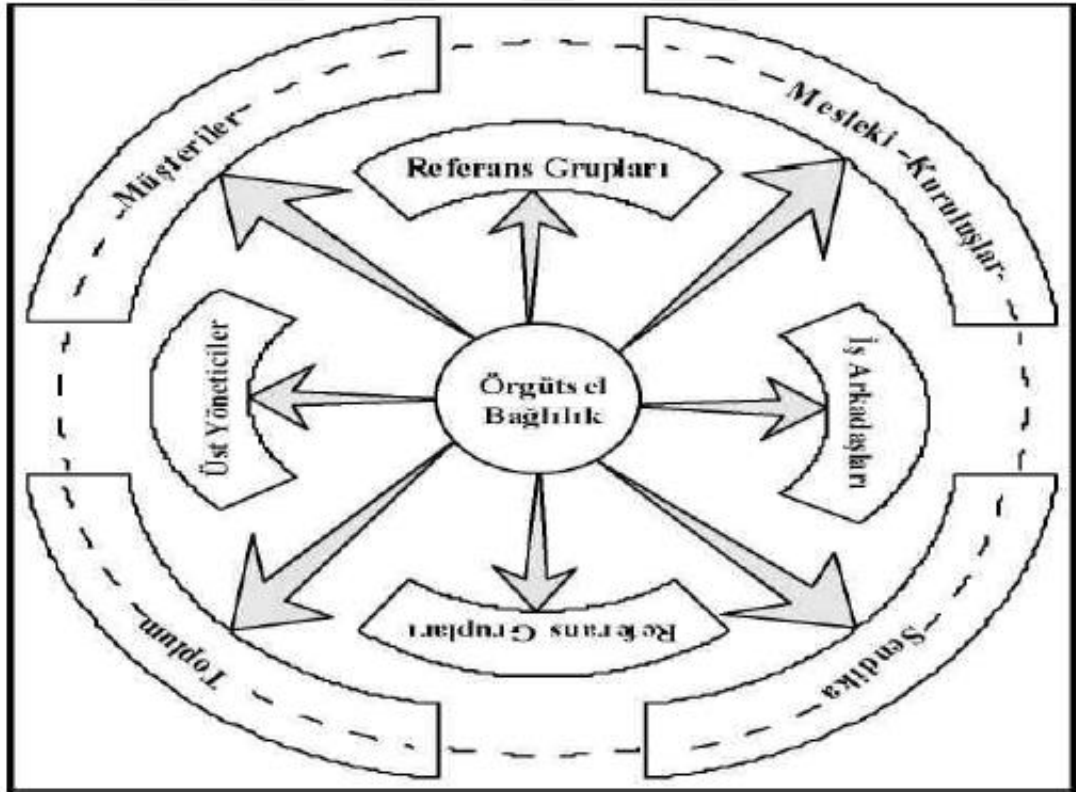 Müşteriler
Mesleki - Kuruluşlar
Referans Grupları
Üst Yöneticiler
Örgütsel
Bağlılık
İş Arkadaşları
Referans Grupları
Toplum
Sendika